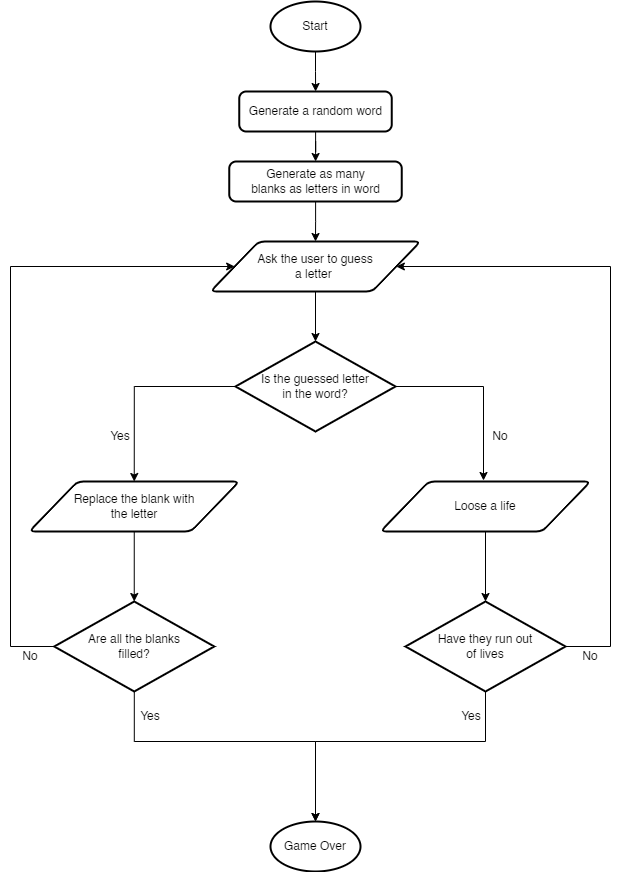 Start
Generate a random word
Generate as many
blanks as letters in word
Ask the user to guess
a letter
Is the guessed letter
in the word?
Yes
No
Replace the blank with
the letter
Loose a life
Are all the blanks
filled?
Have they run out
of lives
No
No
Yes
Yes
Game Over